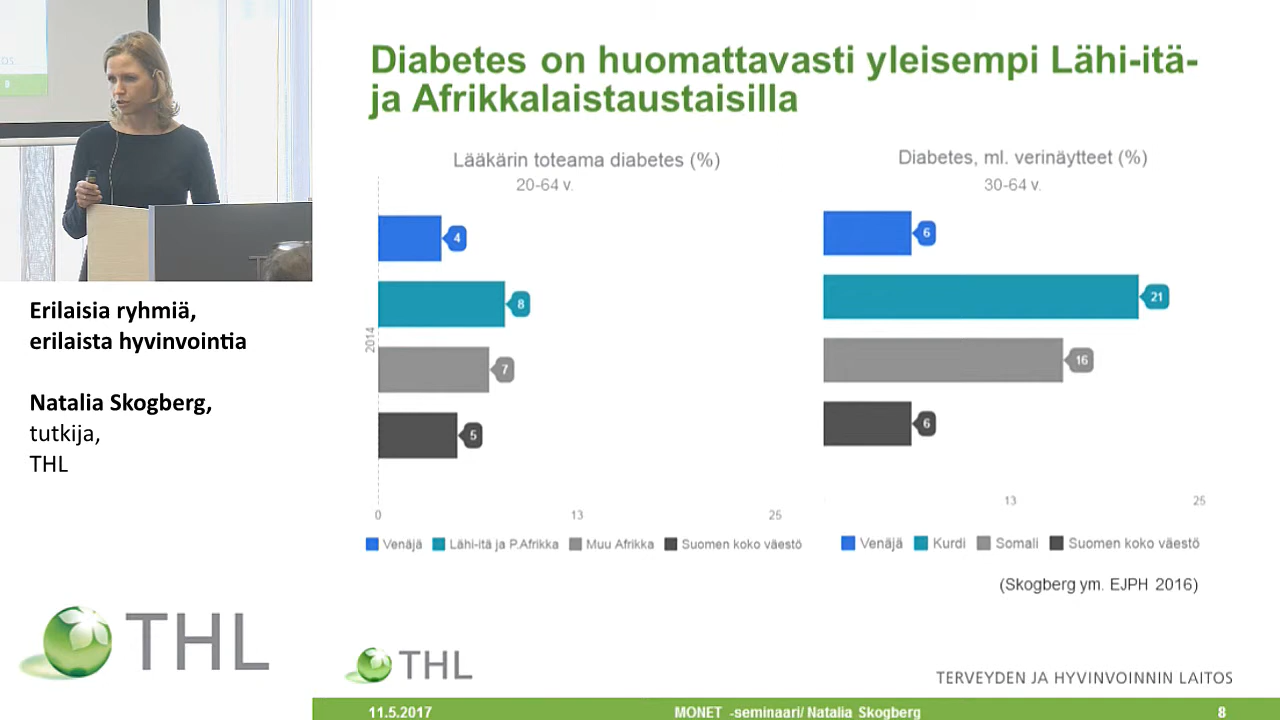 Diabetes on huomattavasti yleisempi Lähi-itä-
ja Afrikkalaistaustaisilla
Lääkärin toteama diabetes (%)
20-64 v.
4
8
7
5
2014
0 13 25
Venäjä Lähi-itä ja P.Afrikka Muu Afrikka Suomen koko väestö
Diabetes, ml. verinäytteet (%)
30-64 v.
6
21
16
6
13 25
Venäjä Kurdi Somali Suomen koko väestö
(Skogberg ym. EJPH 2016)
THL
TERVEYDEN JA HYVINVOINNIN LAITOS
11.5.2017 MONET -seminaari/ Natalia Skogberg 8
Erilaisia ryhmiä,
erilaista hyvinvointia
Natalia Skogberg,
tutkija,
THL
THL